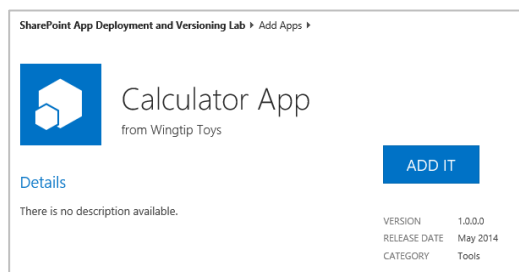 SharePoint App Deployment and Versioning Lab ▸ Add Apps ▸
Calculator App
from Wingtip Toys
ADD IT
Details
There is no description available.
VERSION 1.0.0.0
RELEASE DATE May 2014
CATEGORY Tools